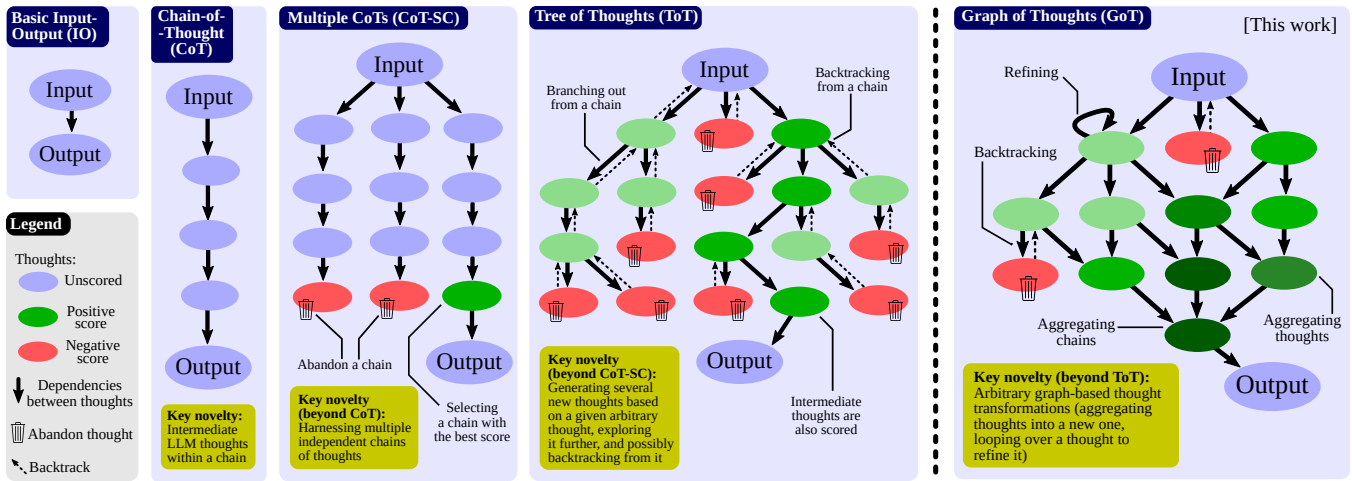 Basic Input-
Output (IO)
Input
Output
Legend
Thoughts:
Unscored
Positive
score
Negative
score
Dependencies
between thoughts
Abandon thought
Backtrack
Chain-of-
-Thought
(CoT)
Input
Output
Key novelty:
Intermediate
LLM thoughts
within a chain
Multiple CoTs (CoT-SC)
Input
Abandon a chain
Output
Key novelty
(beyond CoT):
Harnessing multiple
independent chains
of thoughts
Selecting
a chain with
the best score
Tree of Thoughts (ToT)
Input
Branching out
from a chain
Backtracking
from a chain
Output
Key novelty
(beyond CoT-SC):
Generating several
new thoughts based
on a given arbitrary
thought, exploring
it further, and possibly
backtracking from it
Intermediate
thoughts are
also scored
Graph of Thoughts (GoT)
[This work]
Refining
Input
Backtracking
Aggregating
chains
Aggregating
thoughts
Output
Key novelty (beyond ToT):
Arbitrary graph-based thought
transformations (aggregating
thoughts into a new one,
looping over a thought to
refine it)